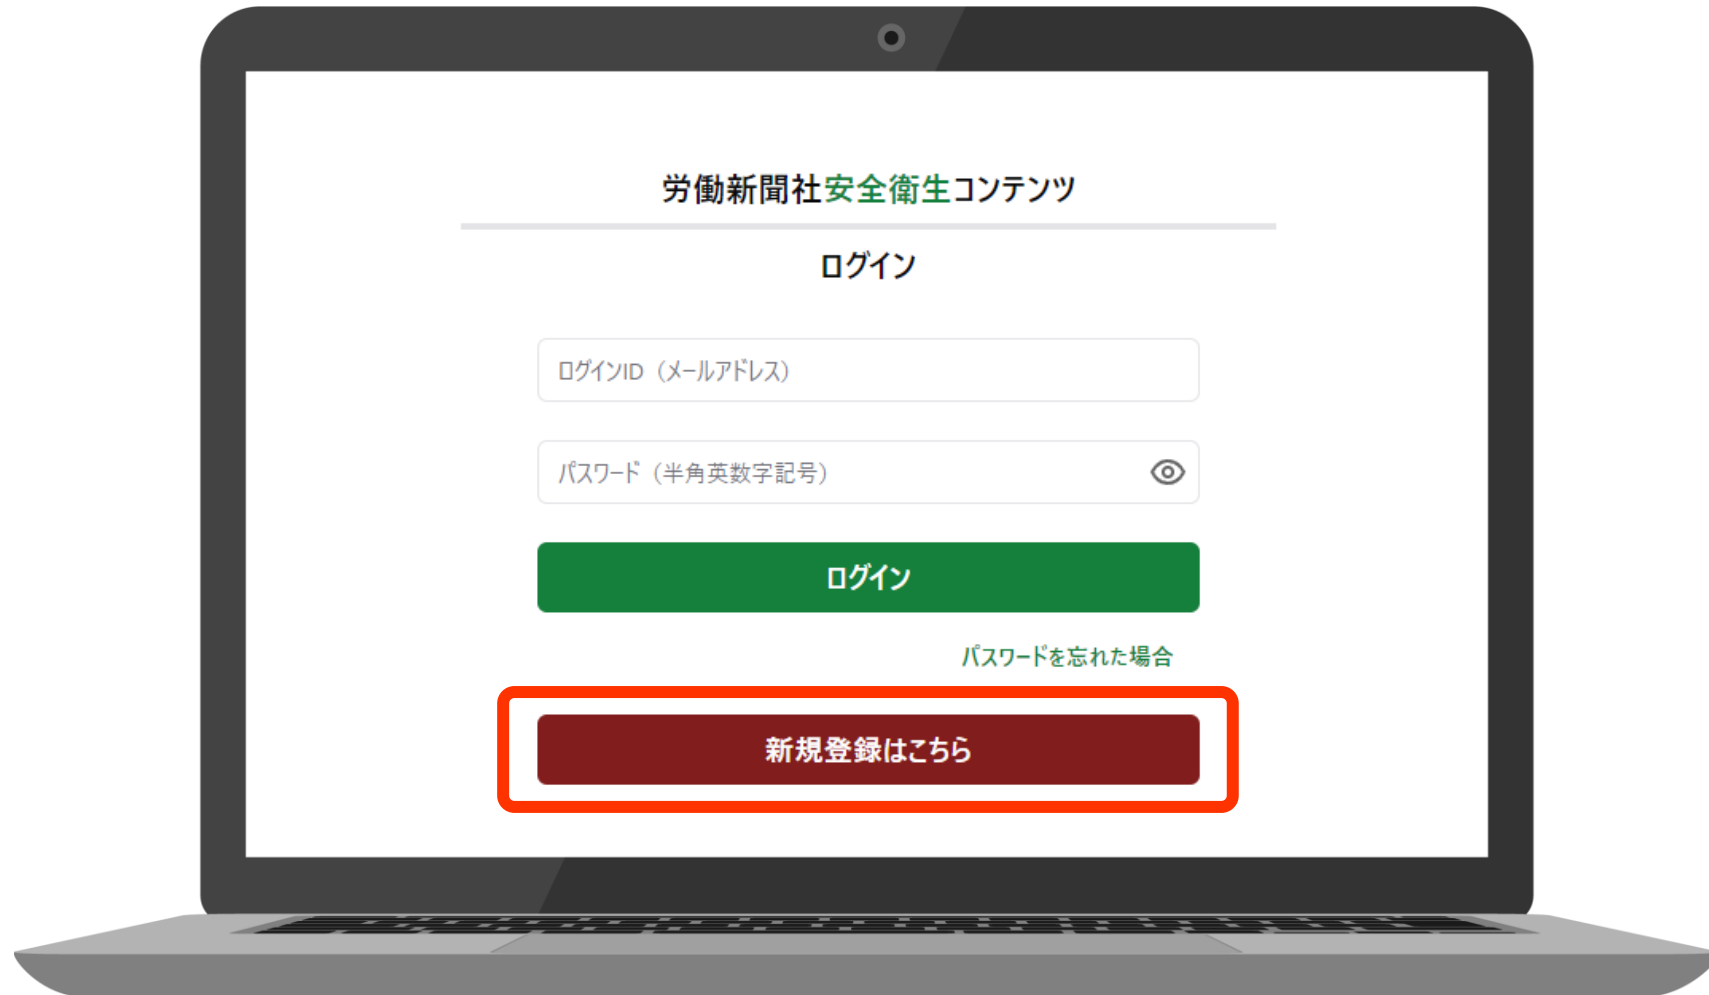 労働新聞社安全衛生コンテンツ
ログイン
ログインID（メールアドレス）
パスワード（半角英数字記号）
ログイン
パスワードを忘れた場合
新規登録はこちら